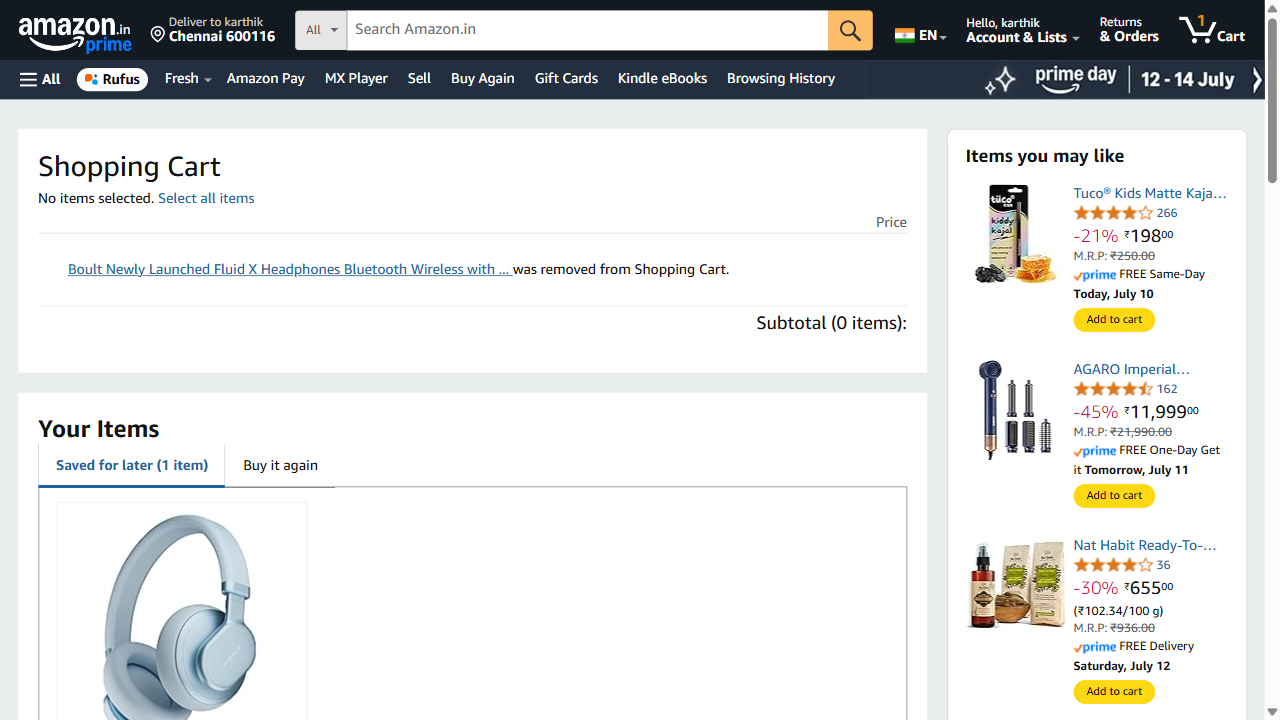 amazon.in
prime
Deliver to karthik
Chennai 600116
All
Search Amazon.in
EN
Hello, karthik
Account & Lists
Returns
& Orders
1
Cart
All
Rufus
Fresh
Amazon Pay
MX Player
Sell
Buy Again
Gift Cards
Kindle eBooks
Browsing History
prime day
12 - 14 July
Shopping Cart
No items selected. Select all items
Price
Boult Newly Launched Fluid X Headphones Bluetooth Wireless with ... was removed from Shopping Cart.
Subtotal (0 items):
Your Items
Saved for later (1 item)
Buy it again
Items you may like
tüco
kiddy
kajal
Tuco® Kids Matte Kaja…
266
-21% ₹19800
M.R.P: ₹250.00
prime FREE Same-Day
Today, July 10
Add to cart
AGARO Imperial…
162
-45% ₹11,99900
M.R.P: ₹21,990.00
prime FREE One-Day Get
it Tomorrow, July 11
Add to cart
Nat Habit Ready-To-…
36
-30% ₹65500
(₹102.34/100 g)
M.R.P: ₹936.00
prime FREE Delivery
Saturday, July 12
Add to cart